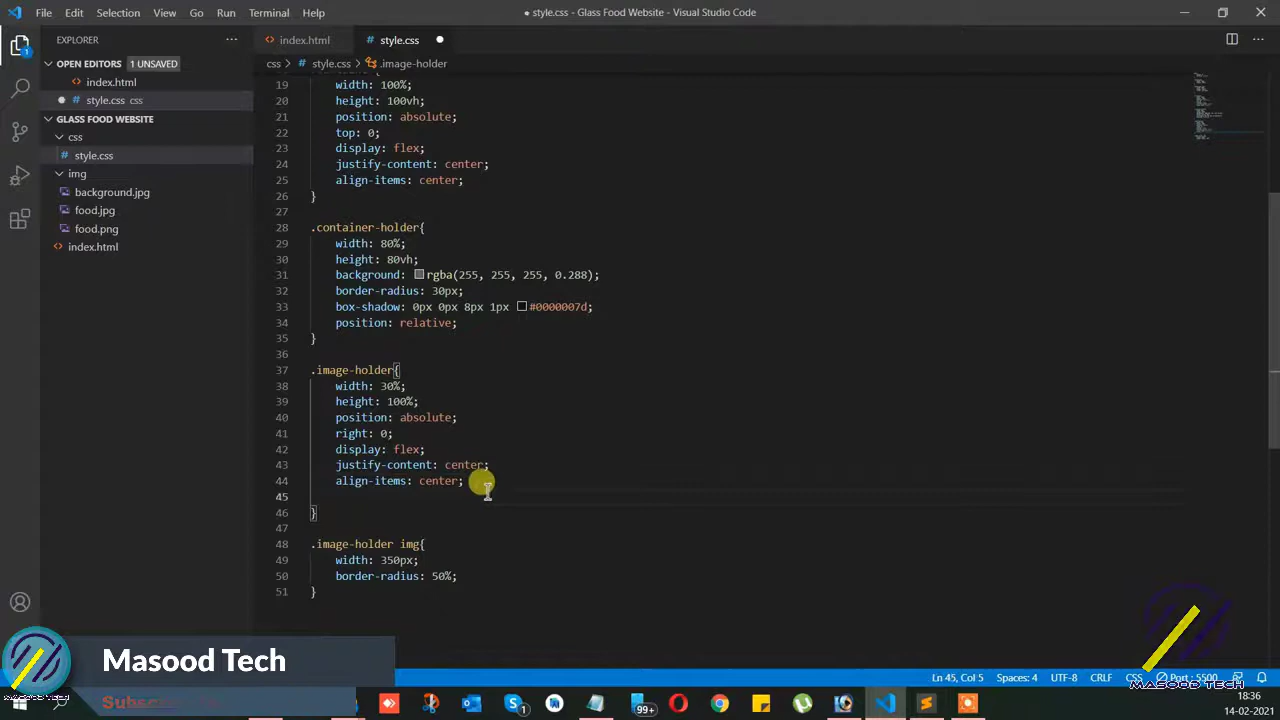 File Edit Selection View Go Run Terminal Help
● style.css - Glass Food Website - Visual Studio Code
EXPLORER
index.html
style.css
OPEN EDITORS 1 UNSAVED
css > # style.css > .image-holder
index.html
19 width: 100%;
style.css css
20 height: 100vh;
GLASS FOOD WEBSITE
21 position: absolute;
22 top: 0;
css
23 display: flex;
# style.css
24 justify-content: center;
img
25 align-items: center;
background.jpg
26 }
food.jpg
27
food.png
28 .container-holder{
index.html
29 width: 80%;
30 height: 80vh;
31 background: rgba(255, 255, 255, 0.288);
32 border-radius: 30px;
33 box-shadow: 0px 0px 8px 1px #0000007d;
34 position: relative;
35 }
36
37 .image-holder{
38 width: 30%;
39 height: 100%;
40 position: absolute;
41 right: 0;
42 display: flex;
43 justify-content: center;
44 align-items: center;
45
46 }
47
48 .image-holder img{
49 width: 350px;
50 border-radius: 50%;
51 }
Masood Tech
Ln 45, Col 5 Spaces: 4 UTF-8 CRLF CSS Port : 5500
MASOOD TECH
99+
18:36
14-02-2021